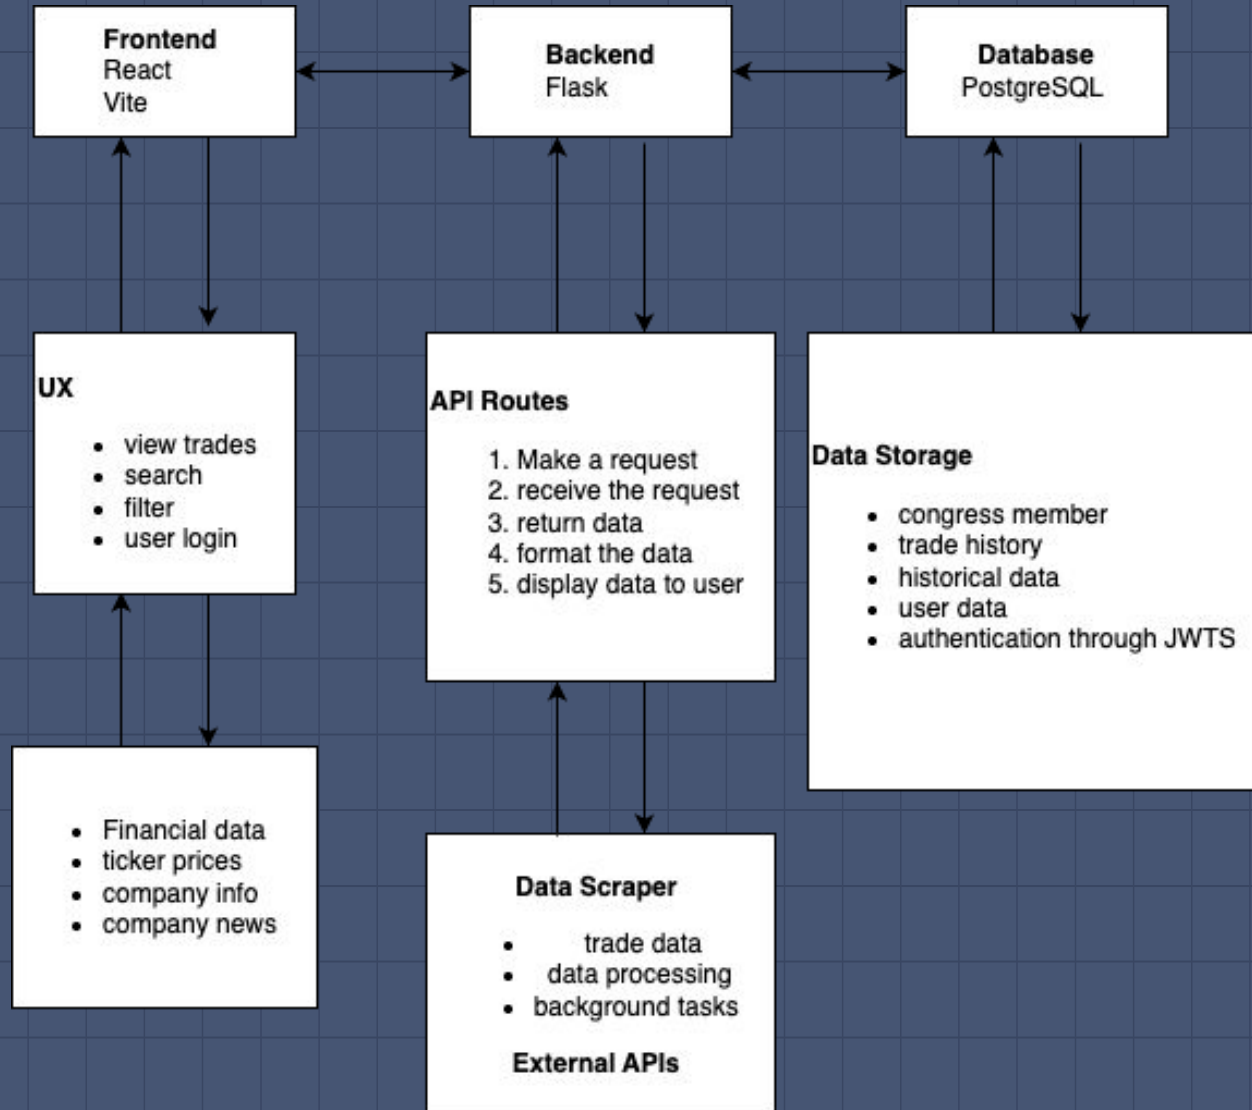 Frontend
React
Vite
Backend
Flask
Database
PostgreSQL
UX
• view trades
• search
• filter
• user login
API Routes
1. Make a request
2. receive the request
3. return data
4. format the data
5. display data to user
Data Storage
• congress member
• trade history
• historical data
• user data
• authentication through JWTS
• Financial data
• ticker prices
• company info
• company news
Data Scraper
• trade data
• data processing
• background tasks
External APIs